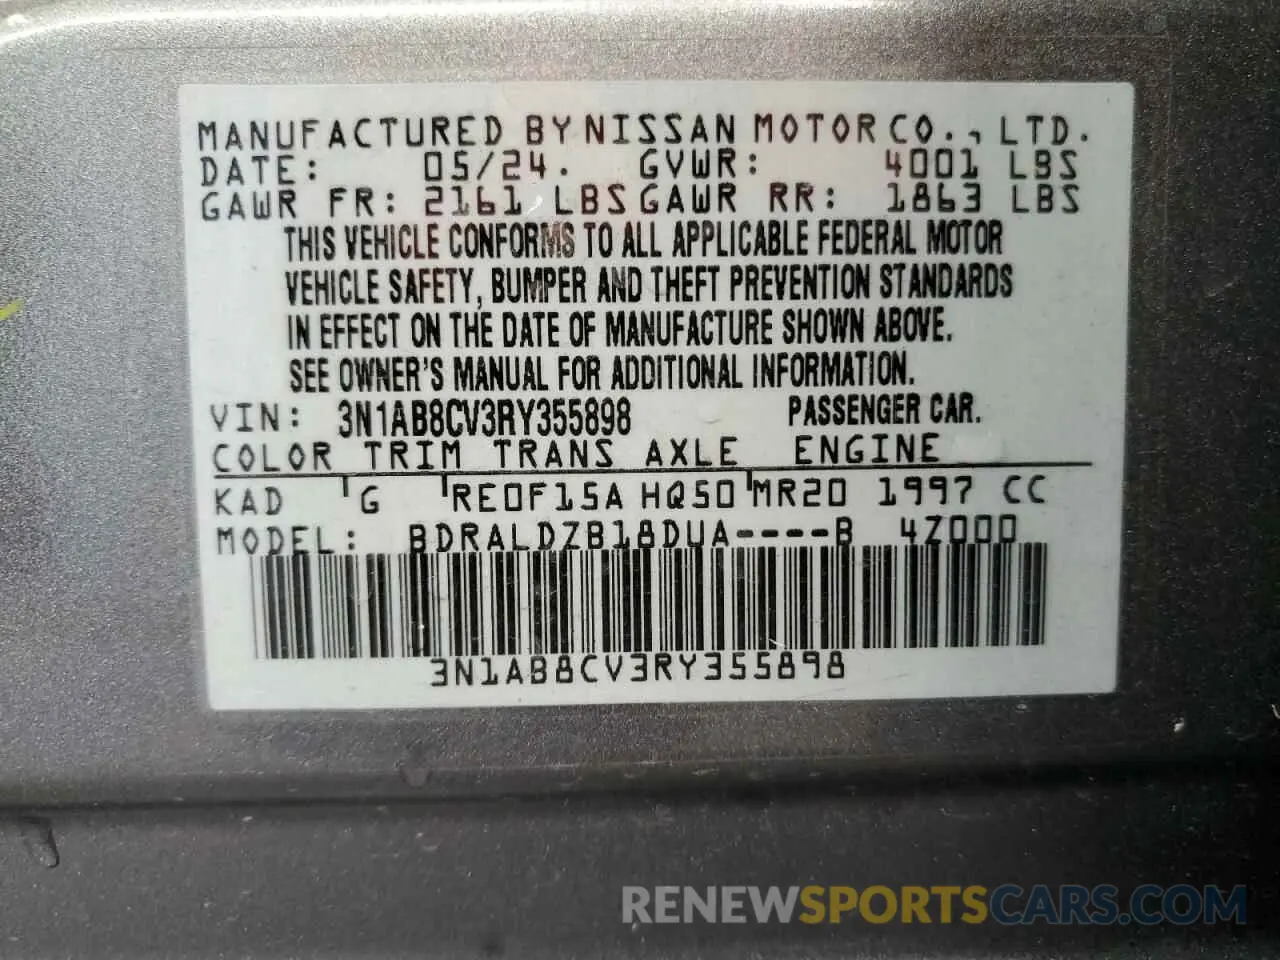 MANUFACTURED BY NISSAN MOTOR CO., LTD.
DATE: 05/24. GVWR: 4001 LBS
GAWR FR: 2161 LBS GAWR RR: 1863 LBS
THIS VEHICLE CONFORMS TO ALL APPLICABLE FEDERAL MOTOR
VEHICLE SAFETY, BUMPER AND THEFT PREVENTION STANDARDS
IN EFFECT ON THE DATE OF MANUFACTURE SHOWN ABOVE.
SEE OWNER'S MANUAL FOR ADDITIONAL INFORMATION.
VIN: 3N1AB8CV3RY355898 PASSENGER CAR.
COLOR TRIM TRANS AXLE ENGINE
KAD G RE0F15A HQ50 MR20 1997 CC
MODEL: BDRALDZB18DUA----B 4Z000
3N1AB8CV3RY355898
RENEWSPORTSCARS.COM